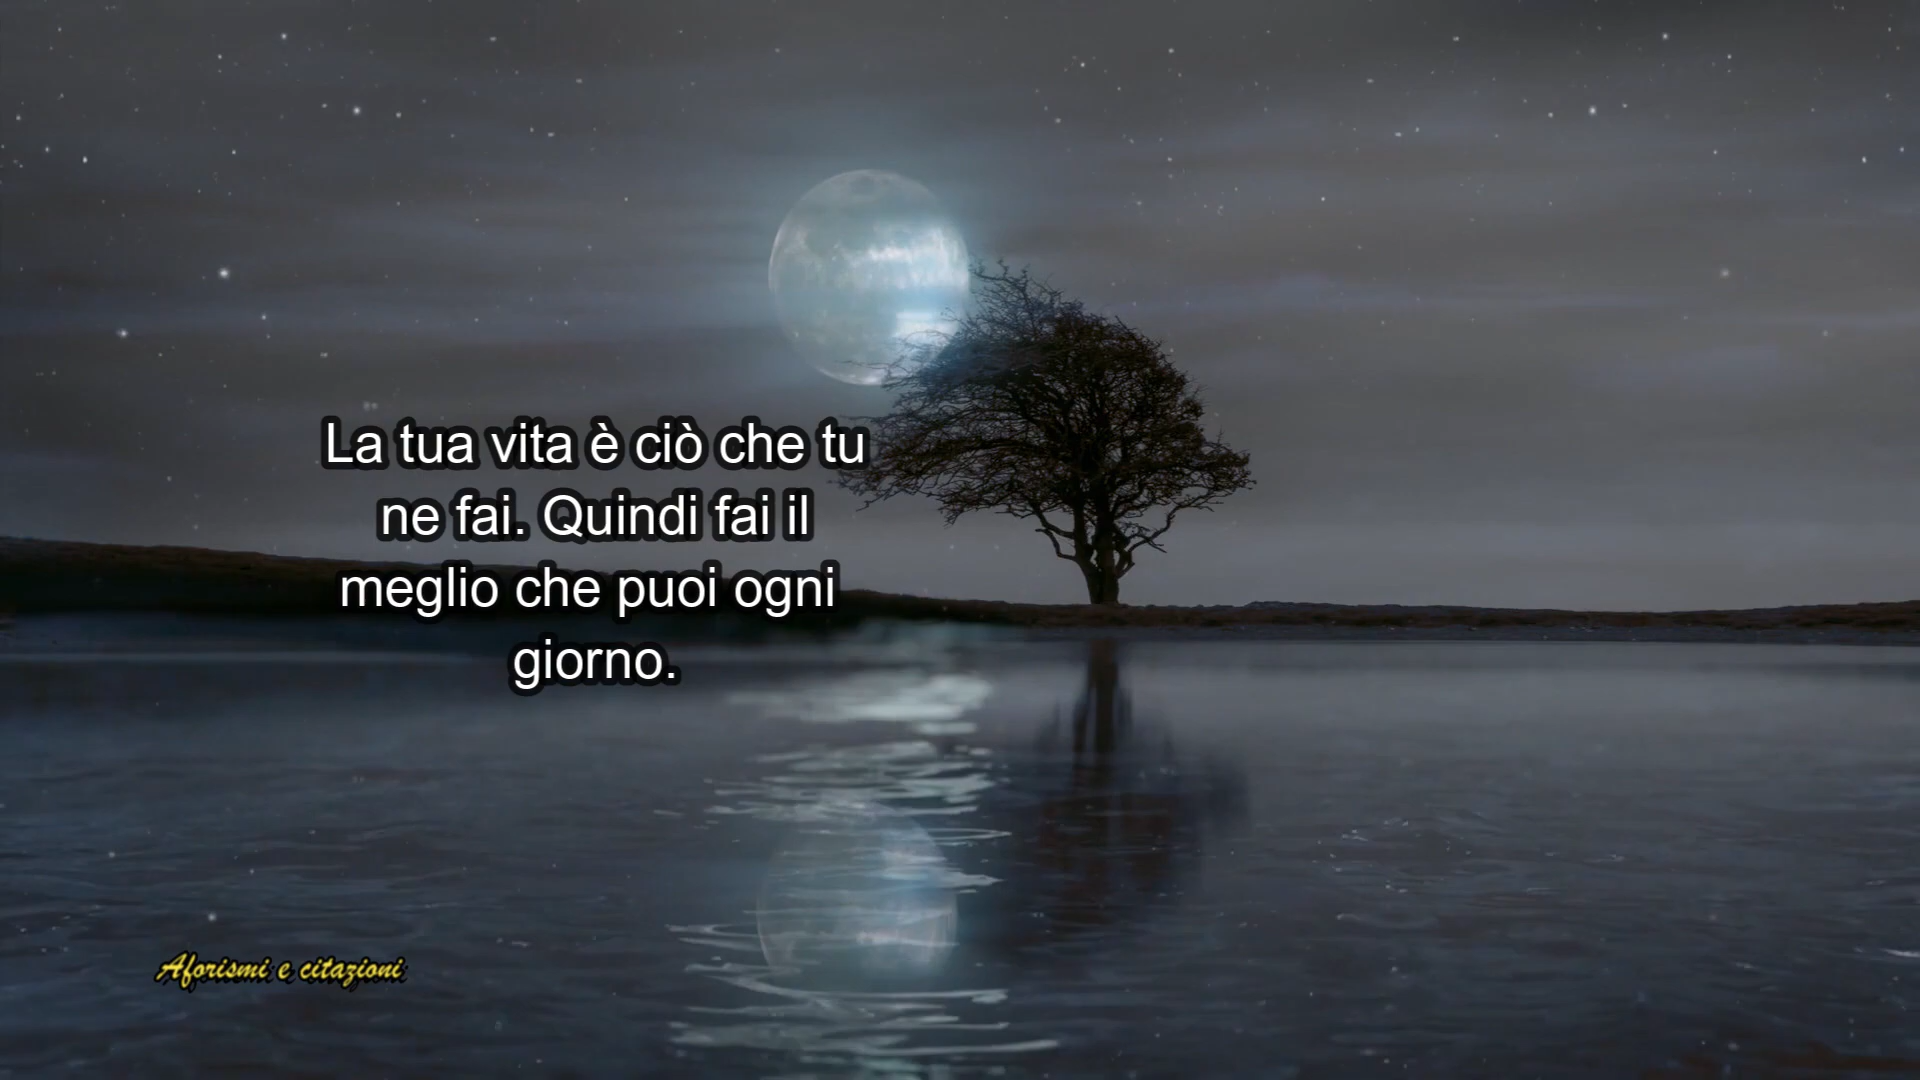 La tua vita è ciò che tu
ne fai. Quindi fai il
meglio che puoi ogni
giorno.
Aforismi e citazioni